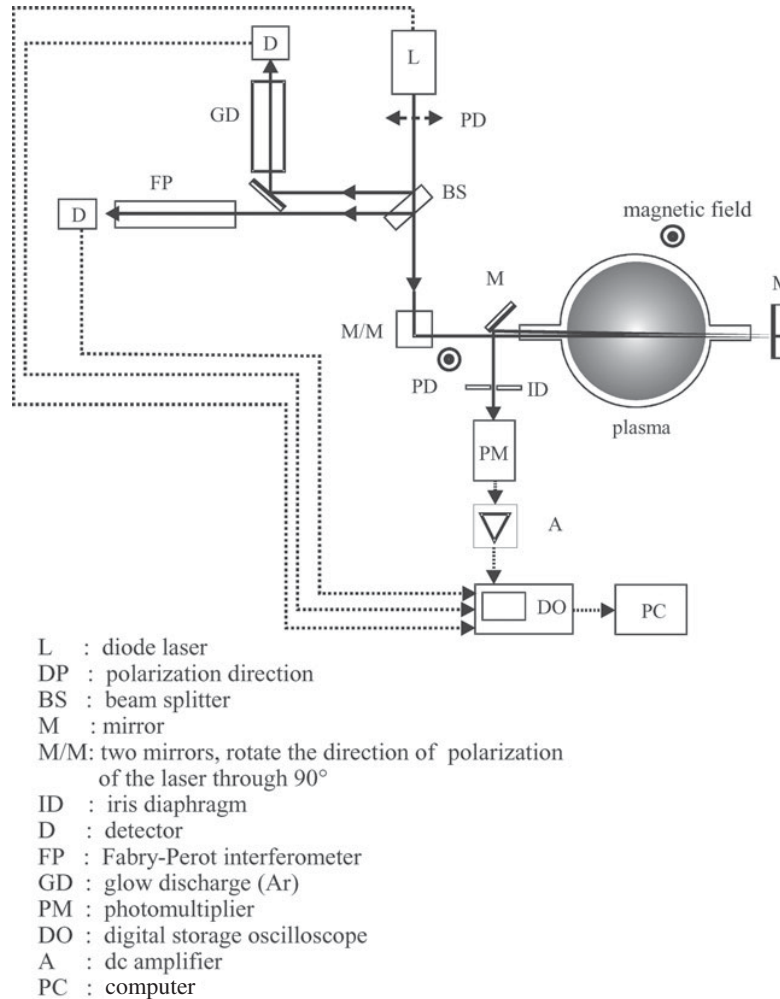 D
L
GD
PD
FP
BS
D
magnetic field
M
M
M/M
PD
ID
plasma
PM
A
DO
PC
L : diode laser
DP : polarization direction
BS : beam splitter
M : mirror
M/M: two mirrors, rotate the direction of polarization
of the laser through 90°
ID : iris diaphragm
D : detector
FP : Fabry-Perot interferometer
GD : glow discharge (Ar)
PM : photomultiplier
DO : digital storage oscilloscope
A : dc amplifier
PC : computer